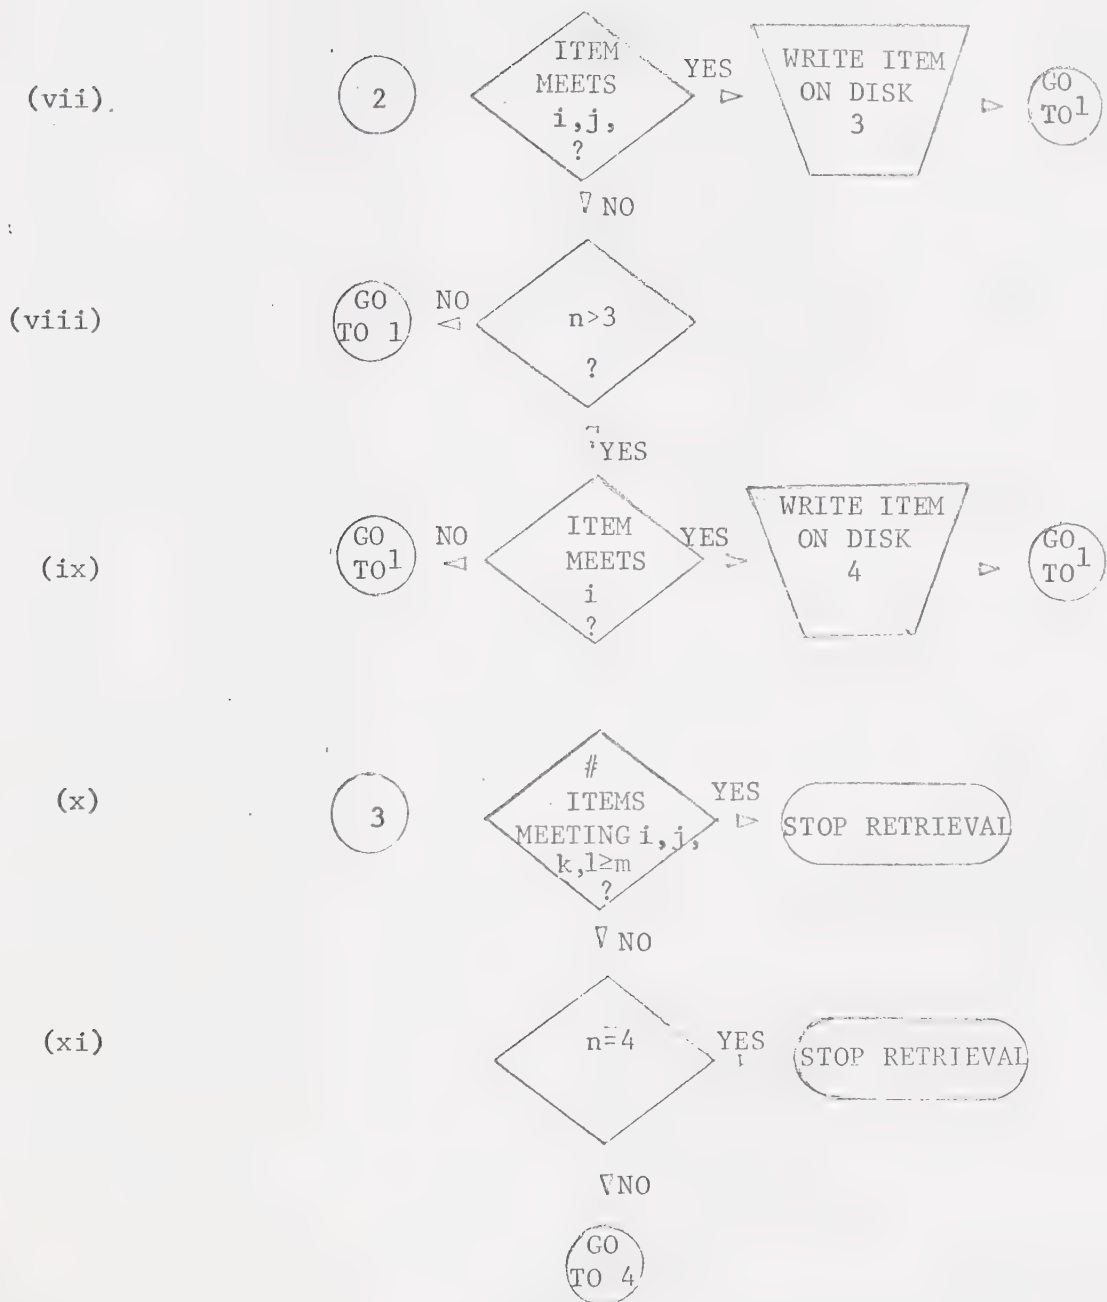 (vii).
2
ITEM
MEETS
i,j,
?
YES
WRITE ITEM
ON DISK
3
GO
TO 1
NO
(viii)
GO
TO 1
NO
n>3
?
YES
(ix)
GO
TO 1
NO
ITEM
MEETS
i
?
YES
WRITE ITEM
ON DISK
4
GO
TO 1
(x)
3
#
ITEMS
MEETING i,j,
k,l≥m
?
YES
STOP RETRIEVAL
NO
(xi)
n=4
YES
STOP RETRIEVAL
NO
GO
TO 4